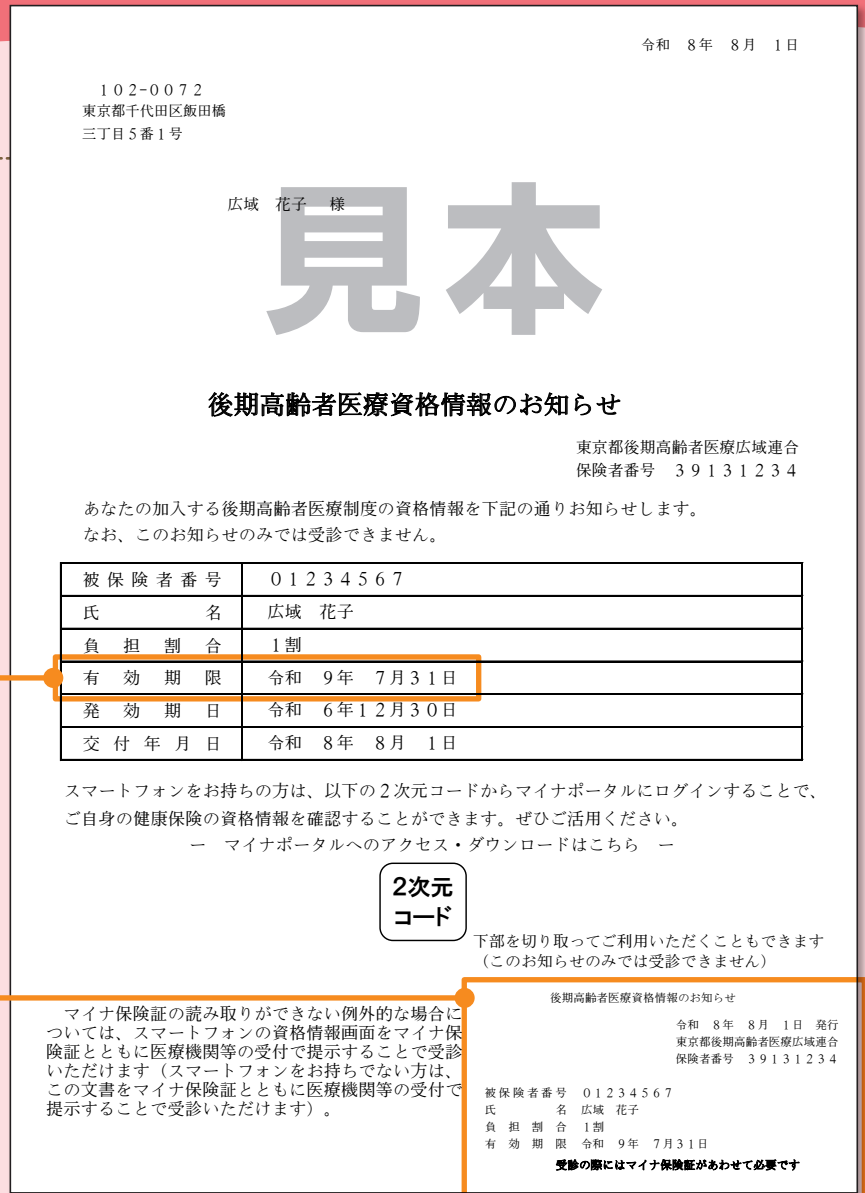 令和 8年 8月 1日
102-0072
東京都千代田区飯田橋
三丁目5番1号
広域 花子 様
見本
後期高齢者医療資格情報のお知らせ
東京都後期高齢者医療広域連合
保険者番号 39131234
あなたの加入する後期高齢者医療制度の資格情報を下記の通りお知らせします。
なお、このお知らせのみでは受診できません。
被保険者番号 01234567
氏名 広域 花子
負担割合 1割
有効期限 令和 9年 7月31日
発効期日 令和 6年12月30日
交付年月日 令和 8年 8月 1日
スマートフォンをお持ちの方は、以下の2次元コードからマイナポータルにログインすることで、
ご自身の健康保険の資格情報を確認することができます。ぜひご活用ください。
ー マイナポータルへのアクセス・ダウンロードはこちら ー
2次元
コード
下部を切り取ってご利用いただくこともできます
(このお知らせのみでは受診できません)
マイナ保険証の読み取りができない例外的な場合に
ついては、スマートフォンの資格情報画面をマイナ保
険証とともに医療機関等の受付で提示することで受診
いただけます(スマートフォンをお持ちでない方は、
この文書をマイナ保険証とともに医療機関等の受付で
提示することで受診いただけます)。
後期高齢者医療資格情報のお知らせ
令和 8年 8月 1日 発行
東京都後期高齢者医療広域連合
保険者番号 39131234
被保険者番号 01234567
氏名 広域 花子
負担割合 1割
有効期限 令和 9年 7月31日
受診の際にはマイナ保険証があわせて必要です